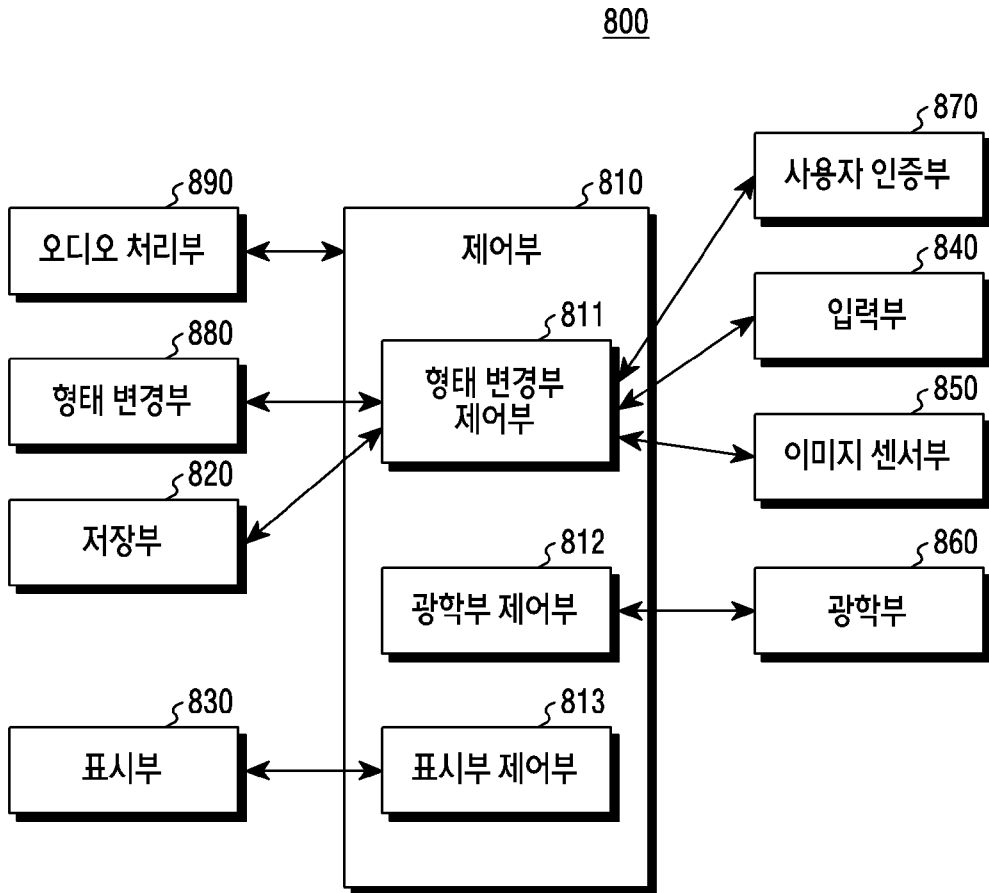 800
870
사용자 인증부
890
오디오 처리부
810
제어부
840
입력부
880
형태 변경부
811
형태 변경부
제어부
850
이미지 센서부
820
저장부
812
광학부 제어부
860
광학부
830
표시부
813
표시부 제어부